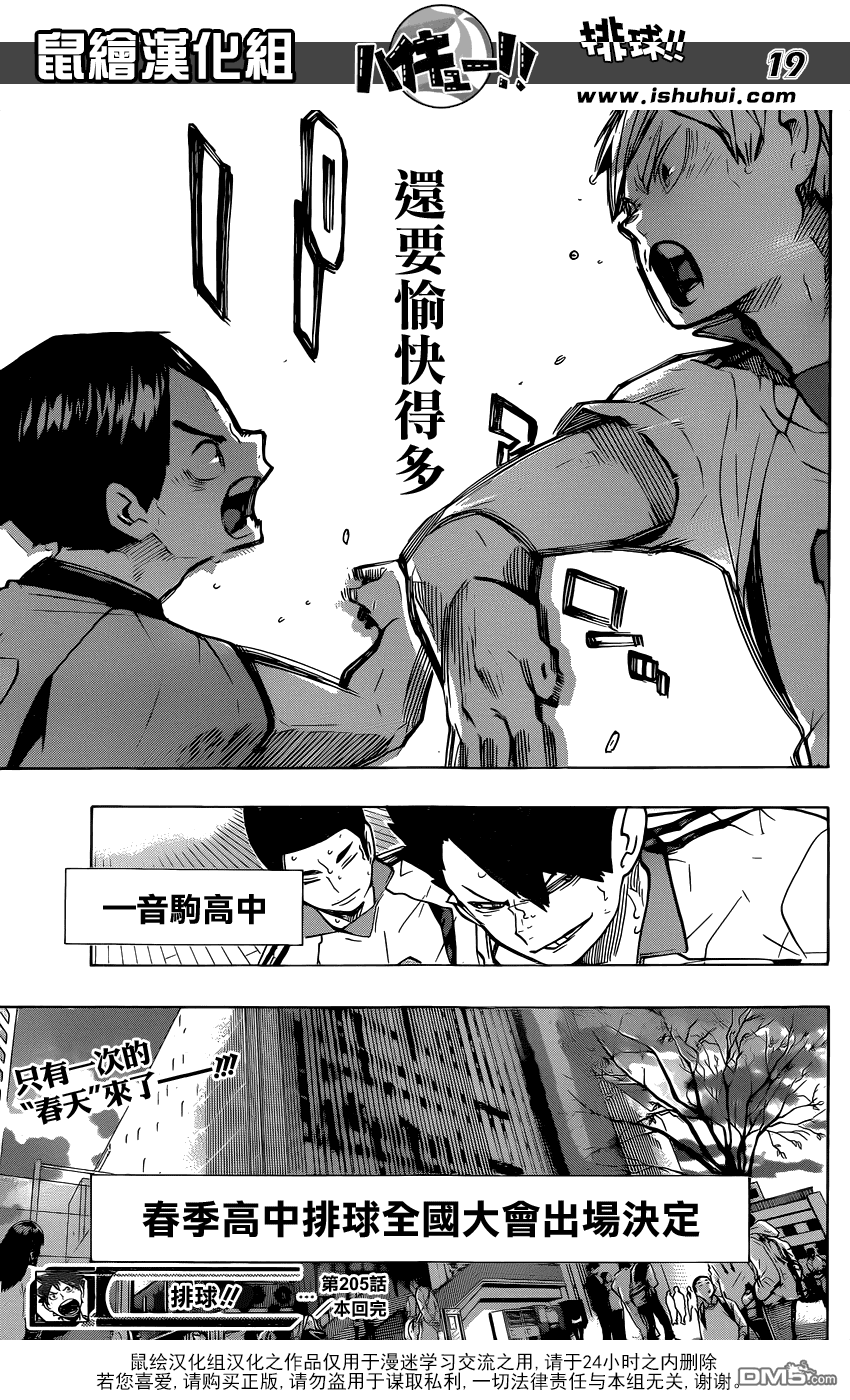 鼠繪漢化組
ハイキュー!!
排球!!
19
www.ishuhui.com
還要愉快得多
—音駒高中
只有一次的
“春天”來了——!!!
春季高中排球全國大會出場決定
排球!!
… 第205話
／本回完
鼠绘汉化组汉化之作品仅用于漫迷学习交流之用, 请于24小时之内删除
若您喜爱, 请购买正版, 请勿盗用于谋取私利, 一切法律责任与本组无关, 谢谢。
DM5.com